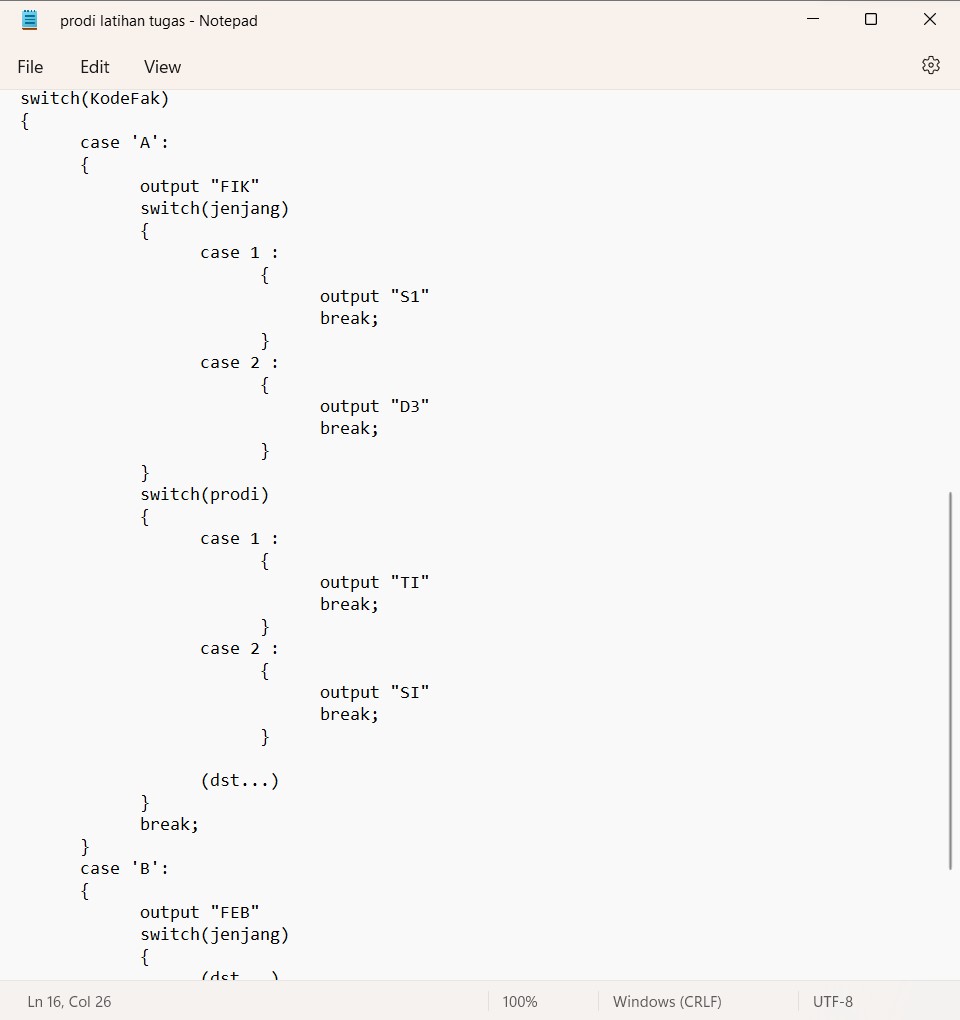 prodi latihan tugas - Notepad
File Edit View
switch(KodeFak)
{
case 'A':
{
output "FIK"
switch(jenjang)
{
case 1 :
{
output "S1"
break;
}
case 2 :
{
output "D3"
break;
}
}
switch(prodi)
{
case 1 :
{
output "TI"
break;
}
case 2 :
{
output "SI"
break;
}
(dst...)
}
break;
}
case 'B':
{
output "FEB"
switch(jenjang)
{
(dst...)
Ln 16, Col 26 100% Windows (CRLF) UTF-8